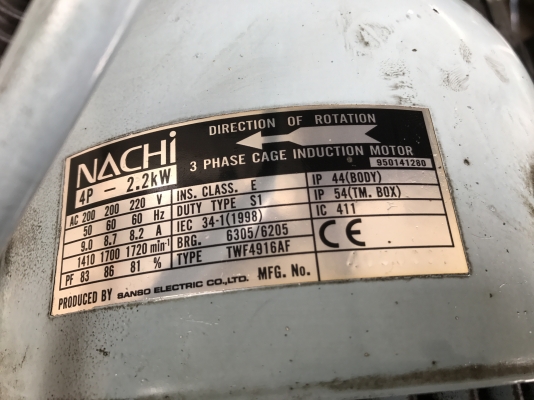 NACHi
DIRECTION OF ROTATION
3 PHASE CAGE INDUCTION MOTOR
4P - 2.2kW
950141280
AC 200 200 220 V
50 60 60 Hz
9.0 8.7 8.2 A
1410 1700 1720 min⁻¹
PF 83 86 81 %
INS. CLASS. E
DUTY TYPE S1
IEC 34-1(1998)
BRG. 6305/6205
TYPE TWF4916AF
IP 44(BODY)
IP 54(TM. BOX)
IC 411
CE
PRODUCED BY SANSO ELECTRIC CO.,LTD. MFG. No.